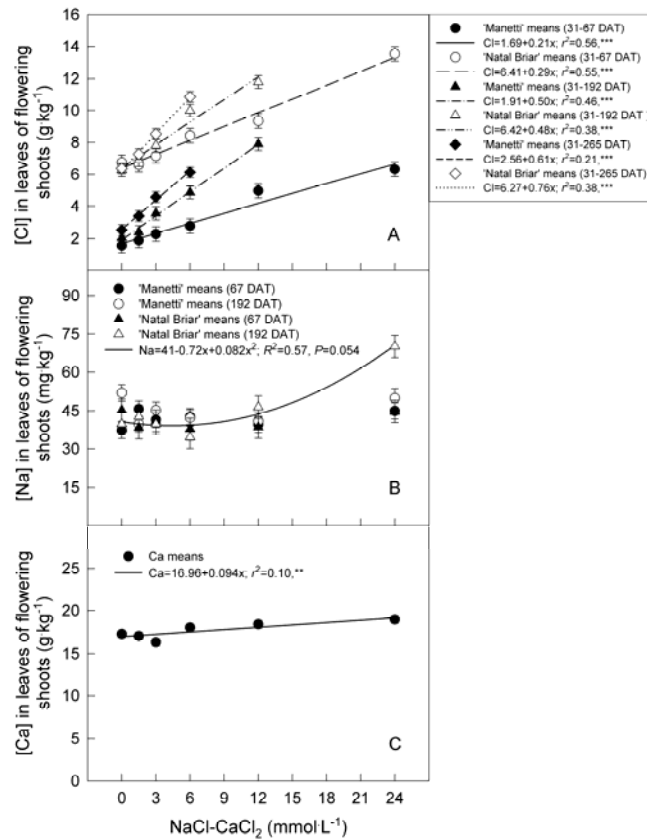 16
14
12
10
8
6
4
2
[Cl] in leaves of flowering
shoots (g·kg⁻¹)
A
'Manetti' means (31-67 DAT)
Cl=1.69+0.21x; r²=0.56,***
'Natal Briar' means (31-67 DAT)
Cl=6.41+0.29x; r²=0.55,***
'Manetti' means (31-192 DAT)
Cl=1.91+0.50x; r²=0.46,***
'Natal Briar' means (31-192 DAT)
Cl=6.42+0.48x; r²=0.38,***
'Manetti' means (31-265 DAT)
Cl=2.56+0.61x; r²=0.21,***
'Natal Briar' means (31-265 DAT)
Cl=6.27+0.76x; r²=0.38,***
90
75
60
45
30
15
[Na] in leaves of flowering
shoots (mg·kg⁻¹)
'Manetti' means (67 DAT)
'Manetti' means (192 DAT)
'Natal Briar' means (67 DAT)
'Natal Briar' means (192 DAT)
Na=41-0.72x+0.082x²; R²=0.57, P=0.054
B
25
20
15
10
5
0
[Ca] in leaves of flowering
shoots (g·kg⁻¹)
Ca means
Ca=16.96+0.094x; r²=0.10,**
C
0 3 6 9 12 15 18 21 24
NaCl-CaCl₂ (mmol·L⁻¹)